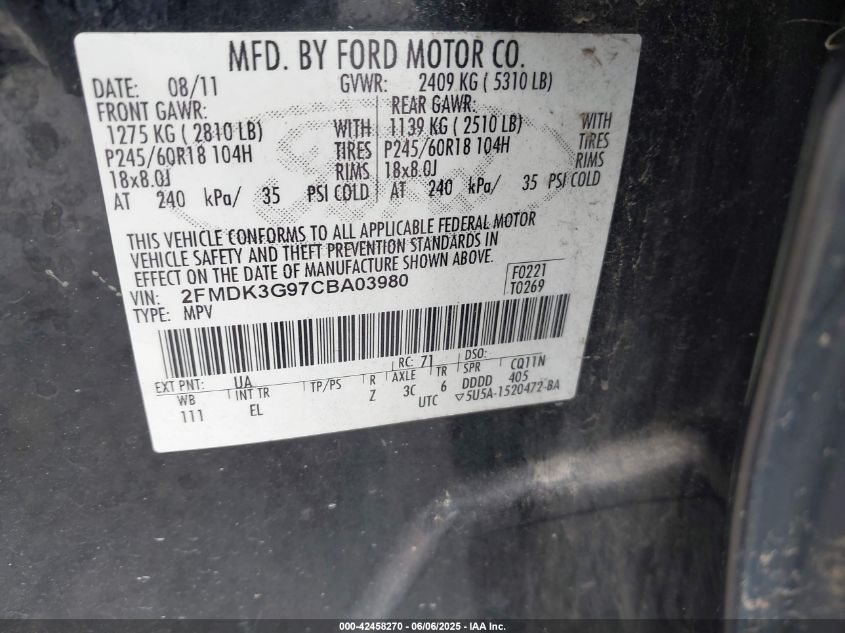 MFD. BY FORD MOTOR CO.
DATE: 08/11 GVWR: 2409 KG ( 5310 LB)
FRONT GAWR: REAR GAWR:
1275 KG ( 2810 LB) WITH 1139 KG ( 2510 LB) WITH
P245/60R18 104H TIRES P245/60R18 104H TIRES
18x8.0J RIMS 18x8.0J RIMS
AT 240 kPa/ 35 PSI COLD AT 240 kPa/ 35 PSI COLD
THIS VEHICLE CONFORMS TO ALL APPLICABLE FEDERAL MOTOR
VEHICLE SAFETY AND THEFT PREVENTION STANDARDS IN
EFFECT ON THE DATE OF MANUFACTURE SHOWN ABOVE.
VIN: 2FMDK3G97CBA03980 F0221
TYPE: MPV T0269
EXT PNT: UA RC: 71 DSO: CQ11N
WB INT TR TP/PS R AXLE TR SPR 405
111 EL Z 3C 6 DDDD
UTC ▽5U5A-1520472-BA
000-42458270 - 06/06/2025 - IAA Inc.